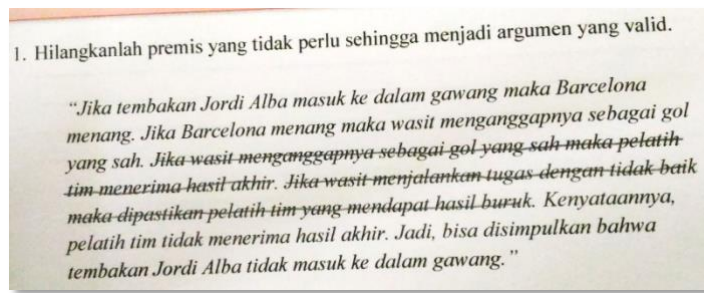 1. Hilangkanlah premis yang tidak perlu sehingga menjadi argumen yang valid.
"Jika tembakan Jordi Alba masuk ke dalam gawang maka Barcelona
menang. Jika Barcelona menang maka wasit menganggapnya sebagai gol
yang sah. Jika wasit menganggapnya sebagai gol yang sah maka pelatih
tim menerima hasil akhir. Jika wasit menjalankan tugas dengan tidak baik
maka dipastikan pelatih tim yang mendapat hasil buruk. Kenyataannya,
pelatih tim tidak menerima hasil akhir. Jadi, bisa disimpulkan bahwa
tembakan Jordi Alba tidak masuk ke dalam gawang."